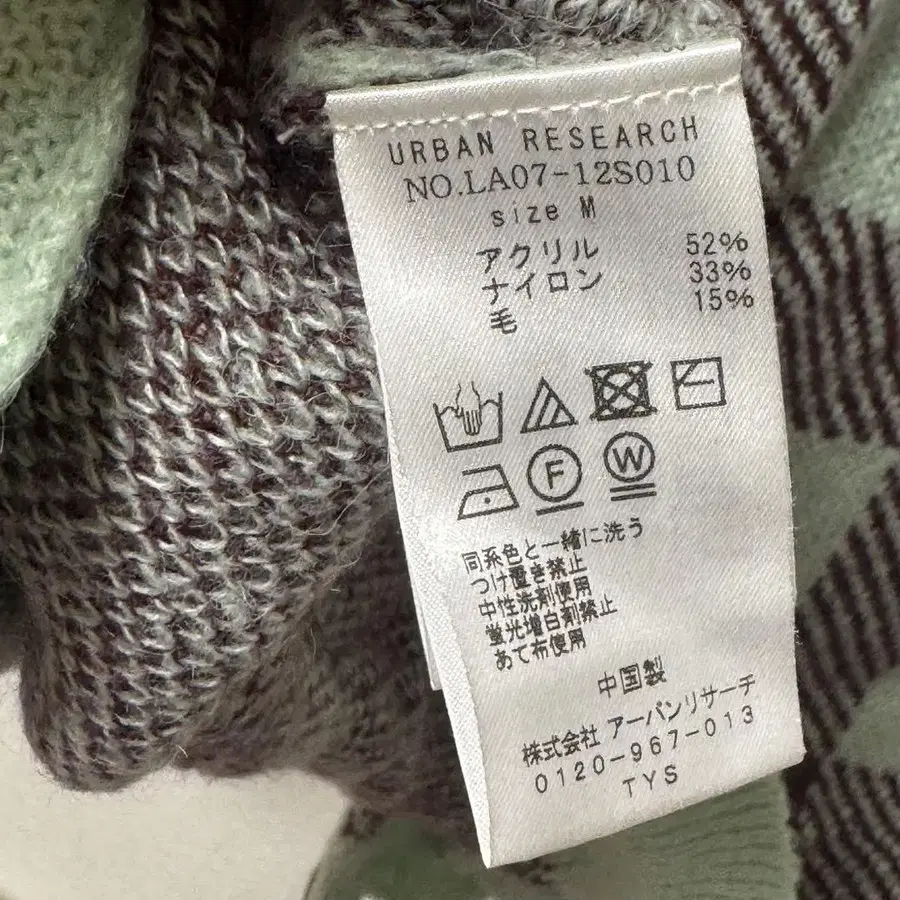 URBAN RESEARCH
NO.LA07-12S010
size M
アクリル 52%
ナイロン 33%
毛 15%
F W
同系色と一緒に洗う
つけ置き禁止
中性洗剤使用
蛍光増白剤禁止
あて布使用
中国製
株式会社 アーバンリサーチ
0120-967-013
TYS